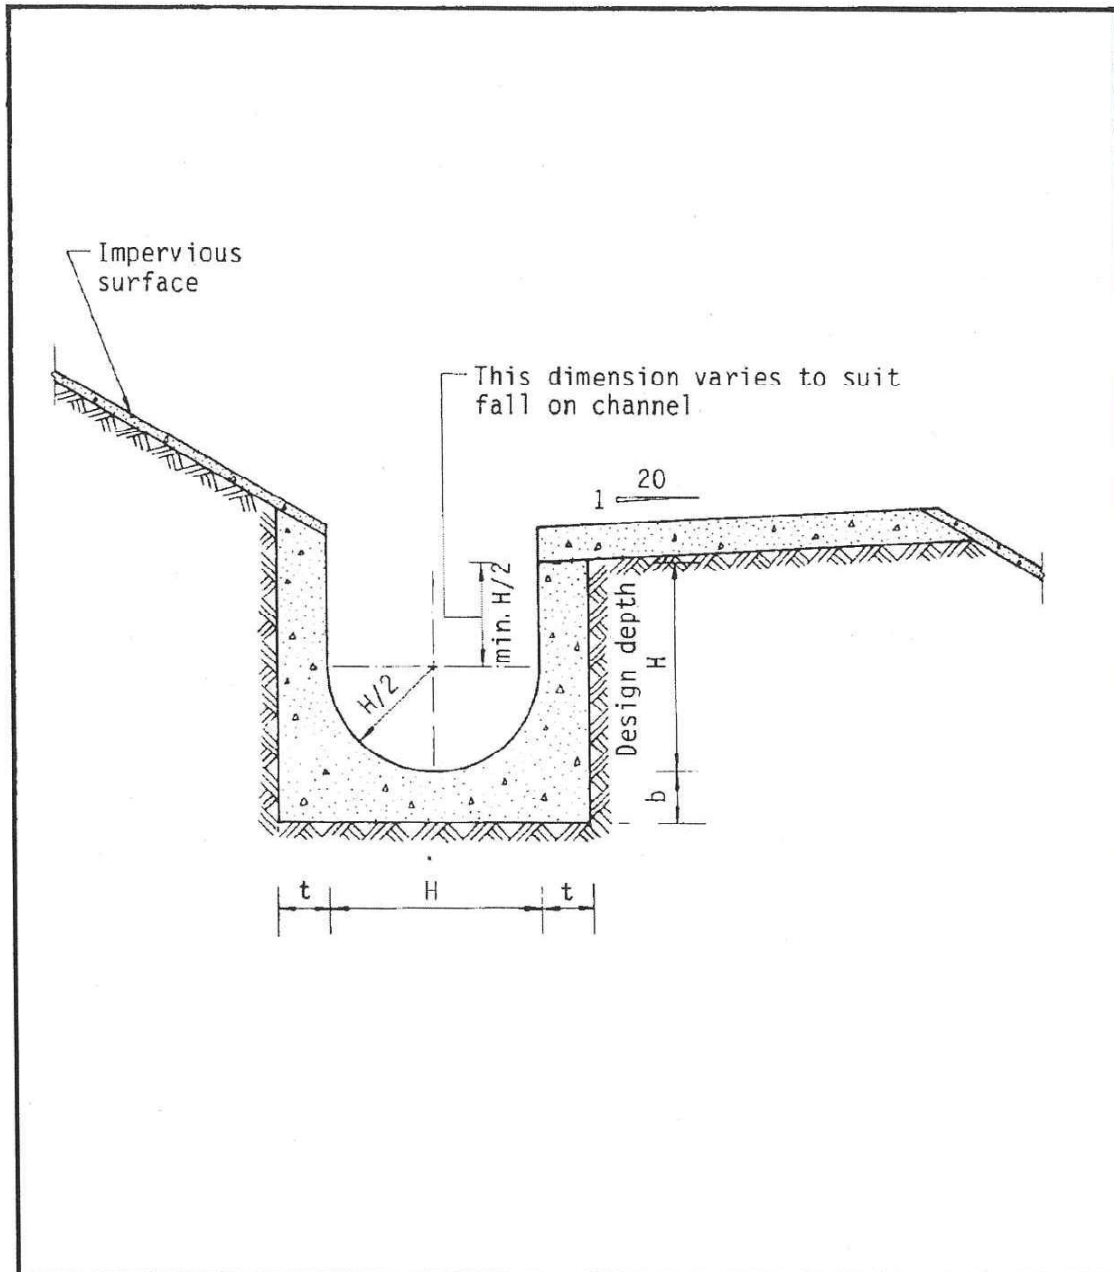 Impervious
surface
This dimension varies to suit
fall on channel
1 20
min. H/2
H/2
Design depth
H
b
t H t